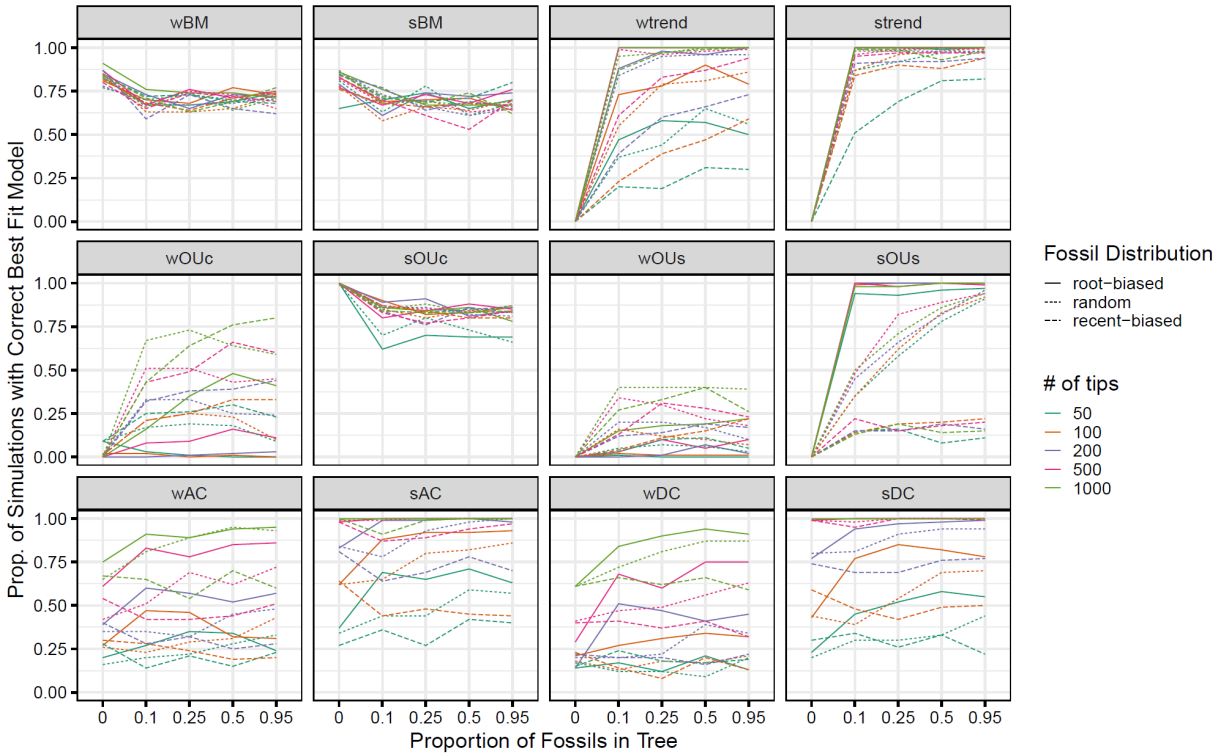 wBM sBM wtrend strend
1.00
0.75
0.50
0.25
0.00
wOUc sOUc wOUs sOUs
1.00
0.75
0.50
0.25
0.00
wAC sAC wDC sDC
1.00
0.75
0.50
0.25
0.00
0 0.1 0.25 0.5 0.95 0 0.1 0.25 0.5 0.95 0 0.1 0.25 0.5 0.95 0 0.1 0.25 0.5 0.95
Proportion of Fossils in Tree
Prop. of Simulations with Correct Best Fit Model
Fossil Distribution
root-biased
random
recent-biased
# of tips
50
100
200
500
1000